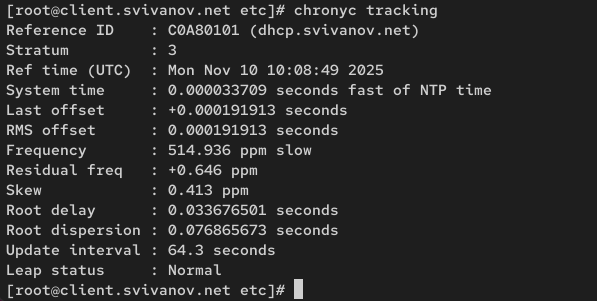 [root@client.svivanov.net etc]# chronyc tracking
Reference ID    : C0A80101 (dhcp.svivanov.net)
Stratum         : 3
Ref time (UTC)  : Mon Nov 10 10:08:49 2025
System time     : 0.000033709 seconds fast of NTP time
Last offset     : +0.000191913 seconds
RMS offset      : 0.000191913 seconds
Frequency       : 514.936 ppm slow
Residual freq   : +0.646 ppm
Skew            : 0.413 ppm
Root delay      : 0.033676501 seconds
Root dispersion : 0.076865673 seconds
Update interval : 64.3 seconds
Leap status     : Normal
[root@client.svivanov.net etc]#